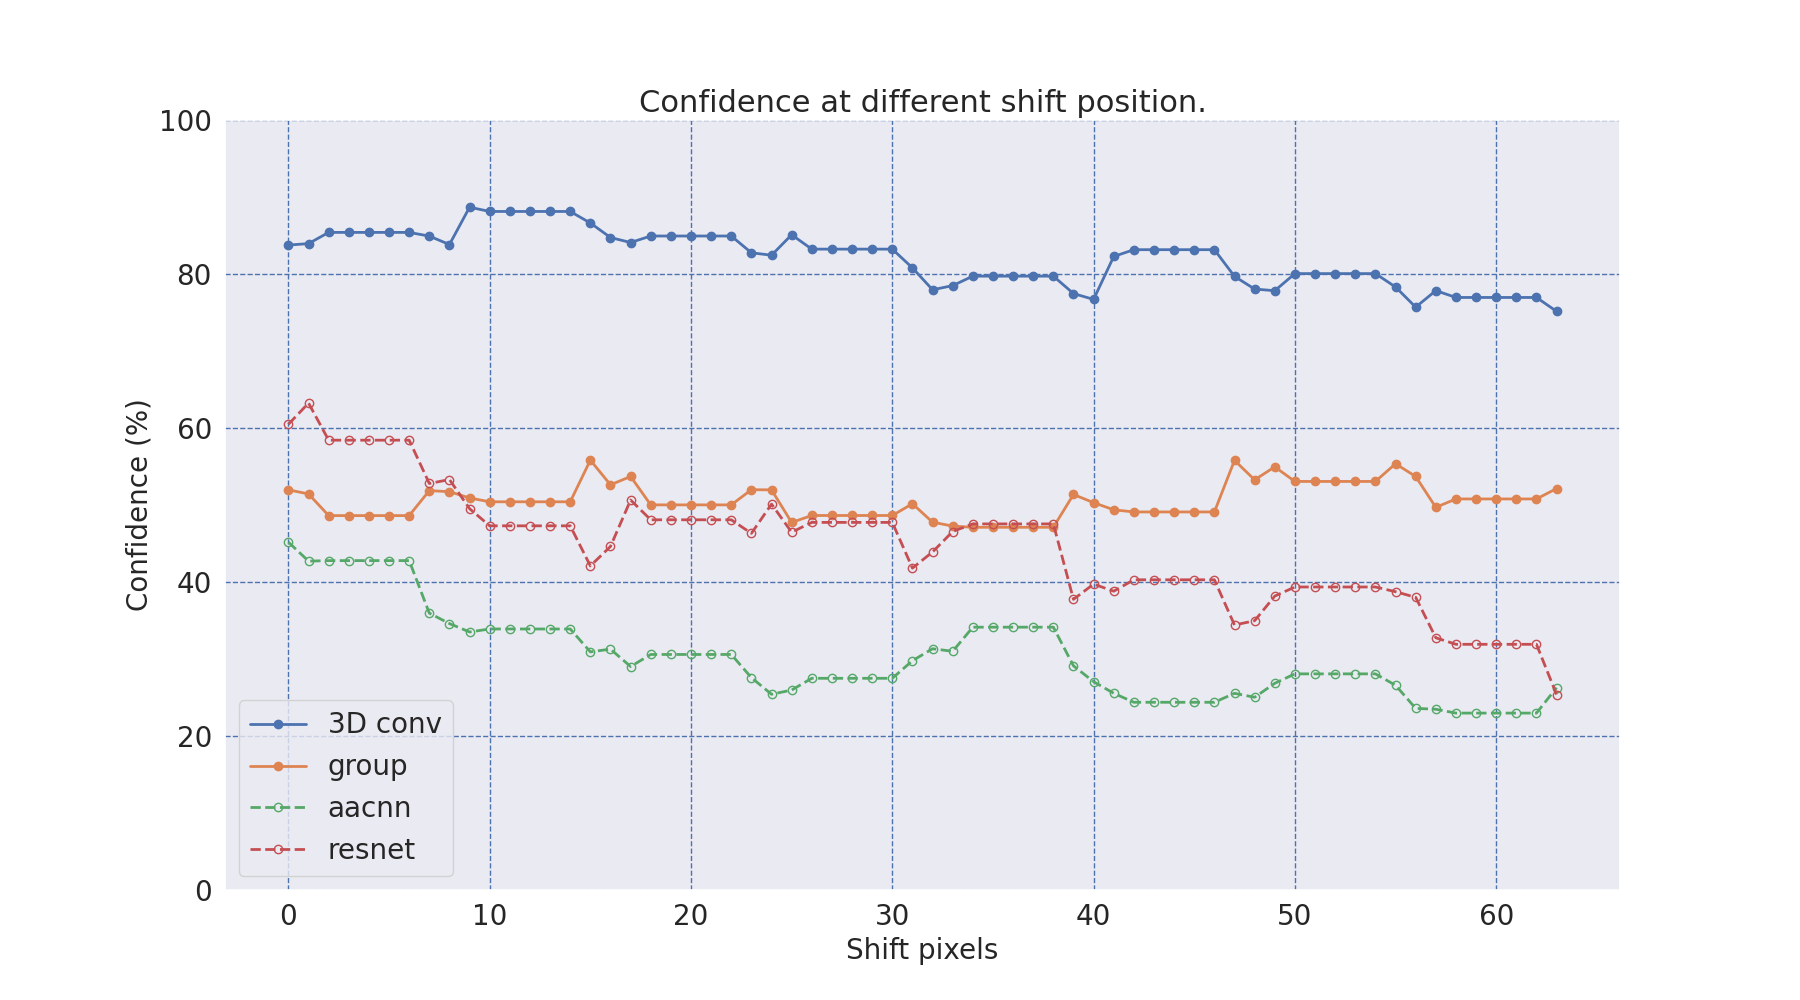 Confidence at different shift position.
100
80
60
40
20
0
Confidence (%)
3D conv
group
aacnn
resnet
0 10 20 30 40 50 60
Shift pixels